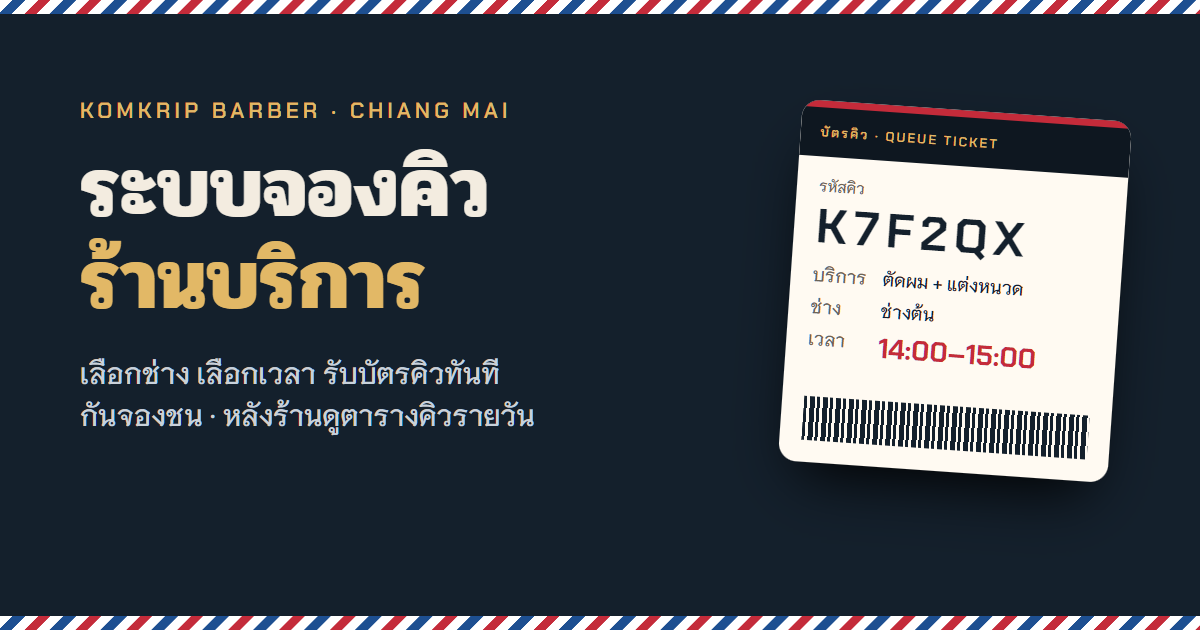 KOMKRIP BARBER · CHIANG MAI
ระบบจองคิว
ร้านบริการ
เลือกช่าง เลือกเวลา รับบัตรคิวทันที
กันจองชน · หลังร้านดูตารางคิวรายวัน
บัตรคิว · QUEUE TICKET
รหัสคิว
K7F2QX
บริการ ตัดผม + แต่งหนวด
ช่าง ช่างต้น
เวลา 14:00–15:00